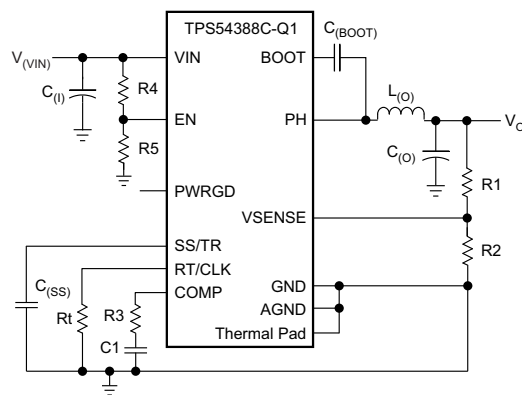 TPS54388C-Q1
V(VIN)
C(I)
R4
R5
VIN
EN
PWRGD
SS/TR
RT/CLK
COMP
BOOT
PH
VSENSE
GND
AGND
Thermal Pad
C(BOOT)
L(O)
C(O)
VO
R1
R2
C(SS)
Rt
R3
C1